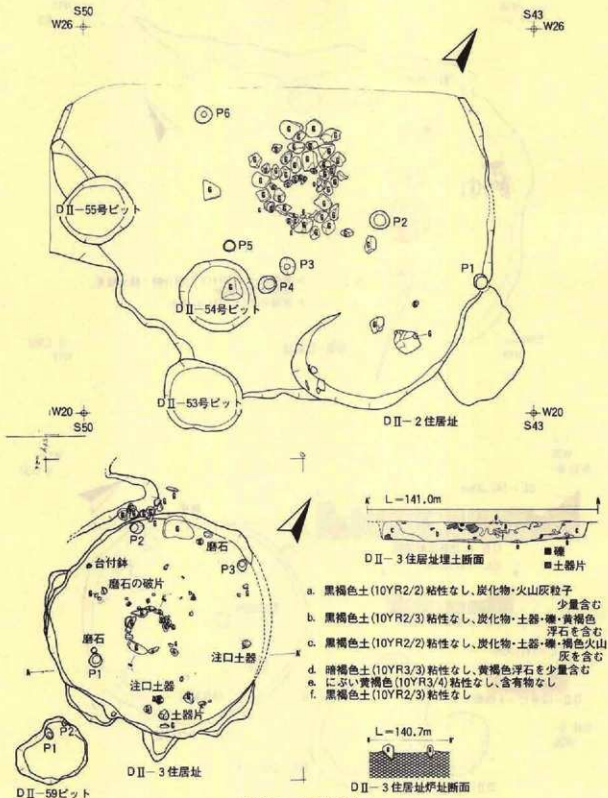 S50
W26
S43
W26
P6
DⅡ-55号ピット
P2
P5
P3
P1
P4
DⅡ-54号ピット
DⅡ-53号ピット
W20
S50
W20
S43
DⅡ-2住居址
P2
磨石
P3
台付鉢
磨石の破片
磨石
P1
注口土器
注口土器
土器片
P2
P1
DⅡ-3住居址
DⅡ-59ピット
L=141.0m
DⅡ-3住居址埋土断面
■礫
■土器片
a. 黒褐色土(10YR2/2)粘性なし、炭化物・火山灰粒子
少量含む
b. 黒褐色土(10YR2/3)粘性なし、炭化物・土器・礫・黄褐色
浮石を含む
c. 黒褐色土(10YR2/2)粘性なし、炭化物・土器・礫・褐色火山
灰を含む
d. 暗褐色土(10YR3/3)粘性なし、黄褐色浮石を少量含む
e. にぶい黄褐色(10YR3/4)粘性なし、含有物なし
f. 黒褐色土(10YR2/3)粘性なし
L=140.7m
DⅡ-3住居址炉址断面